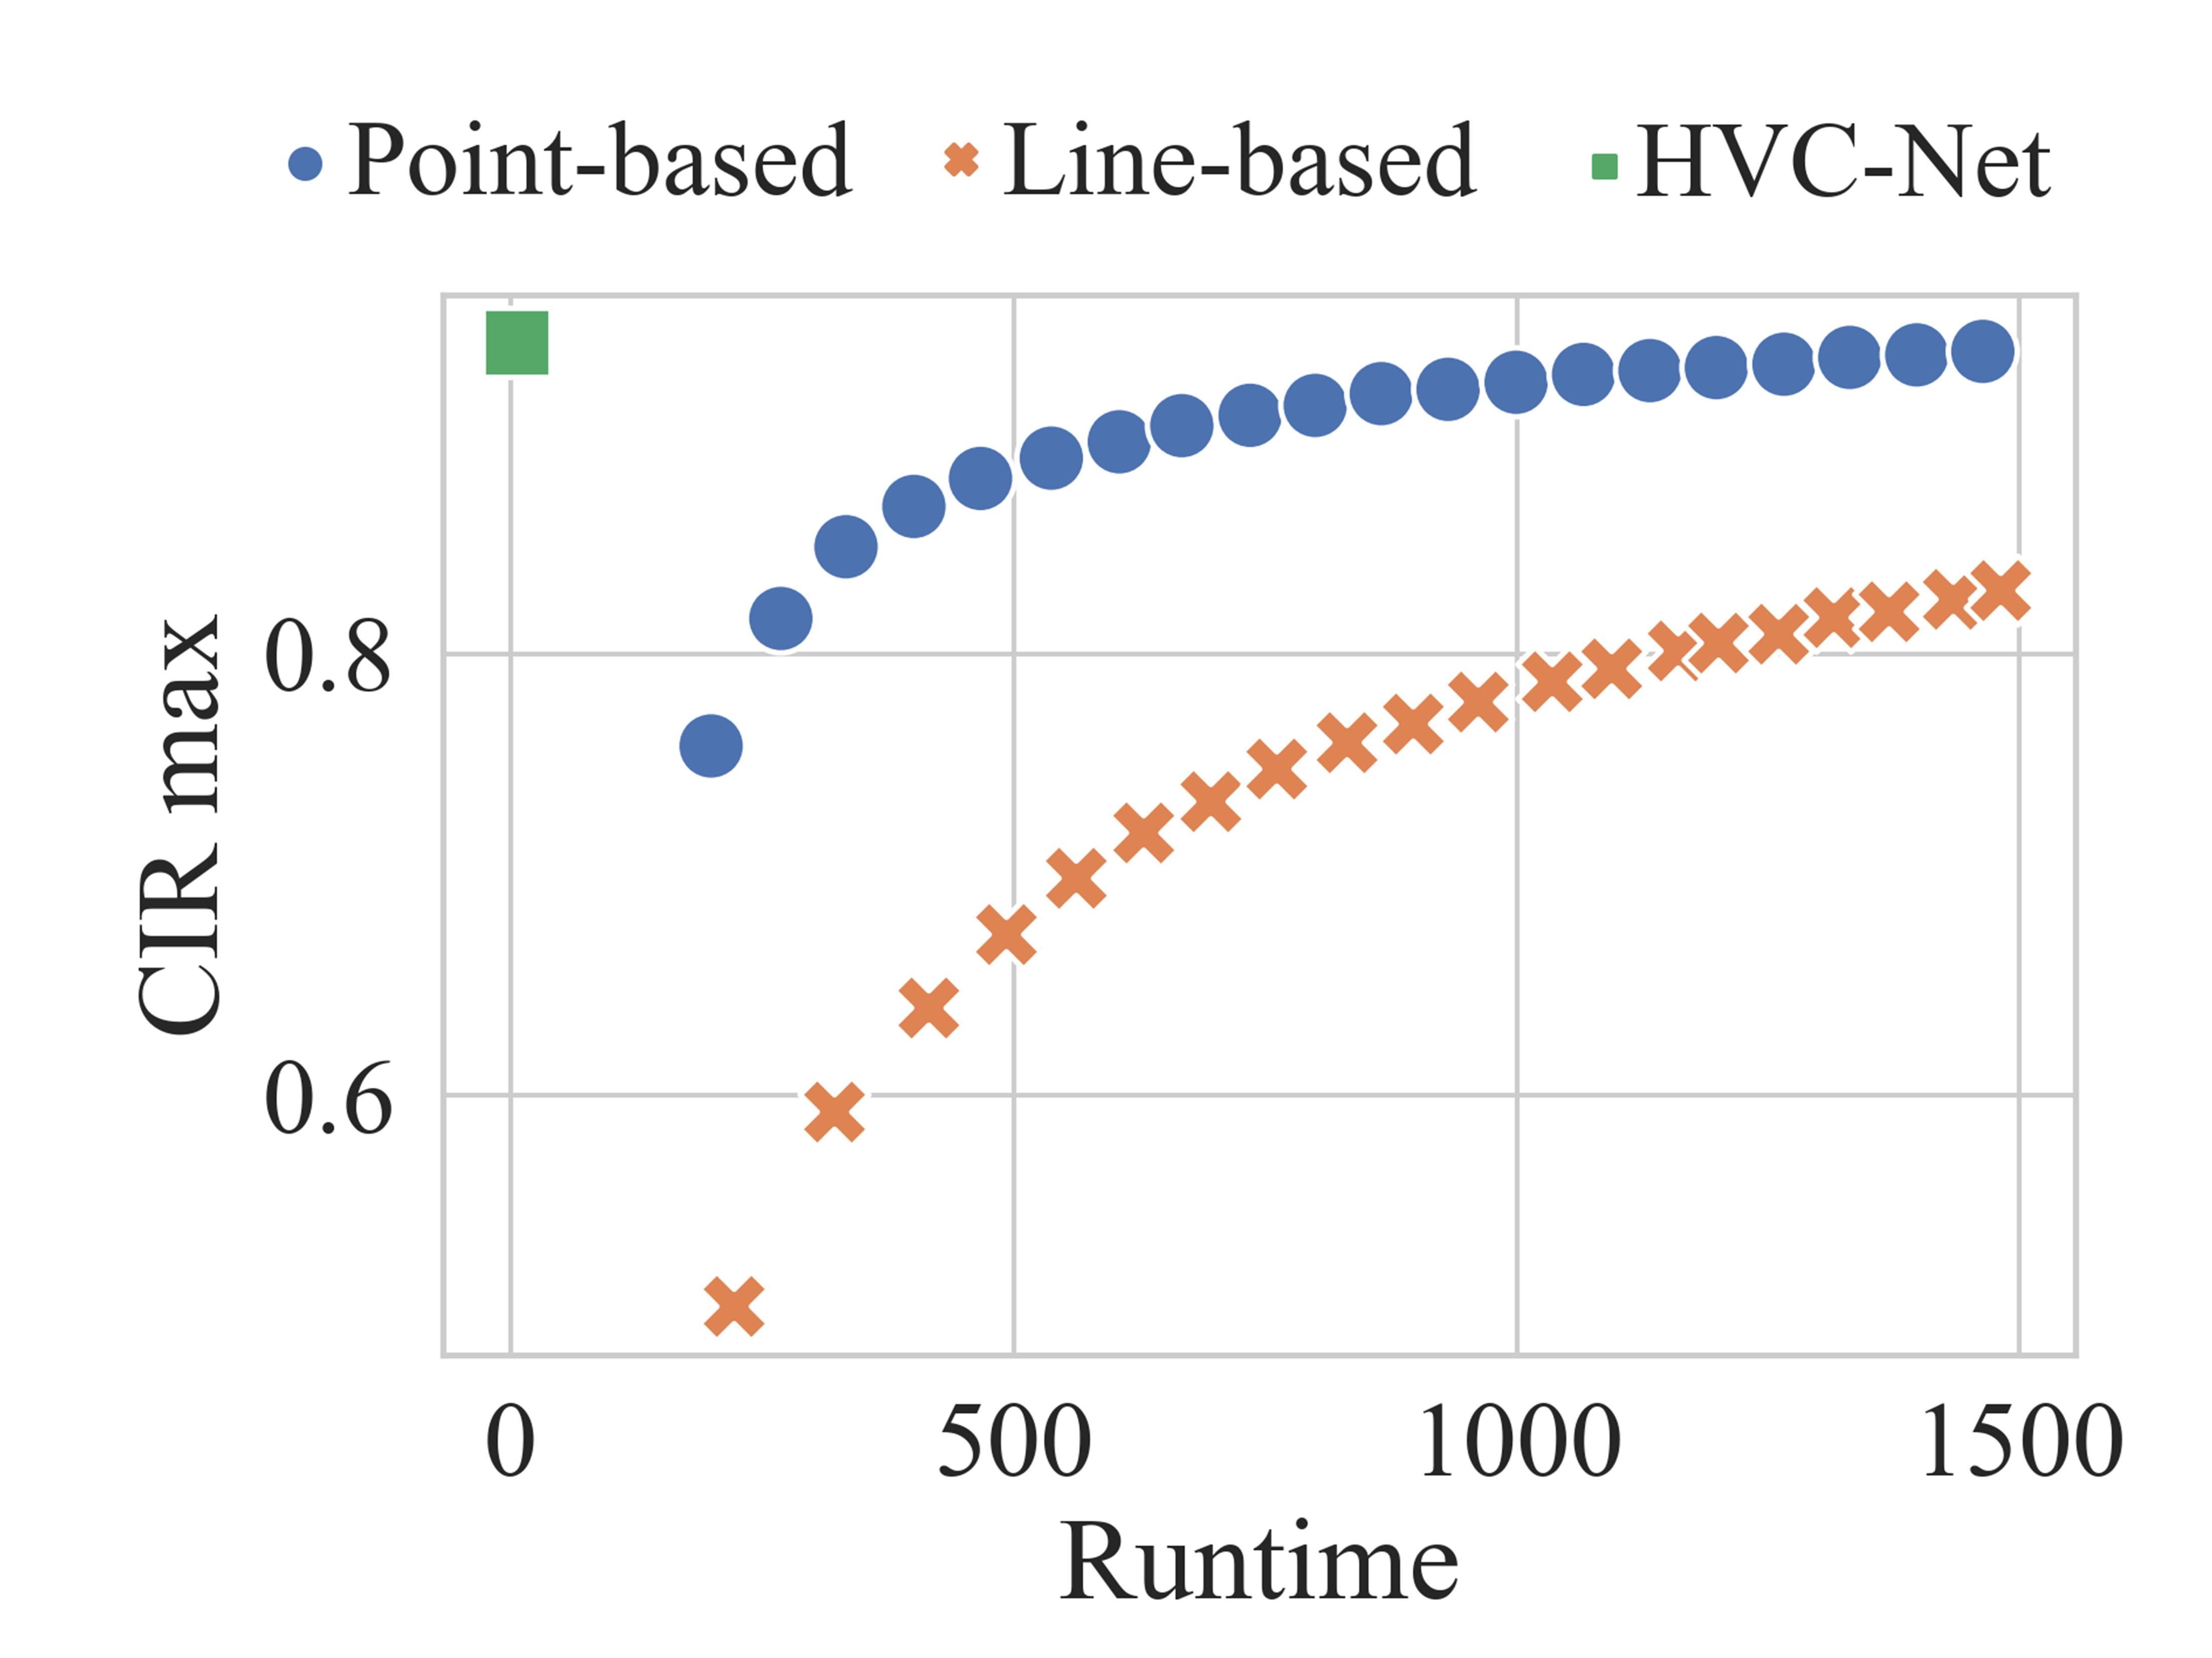 Point-based Line-based HVC-Net
CIR max
0.8
0.6
0 500 1000 1500
Runtime